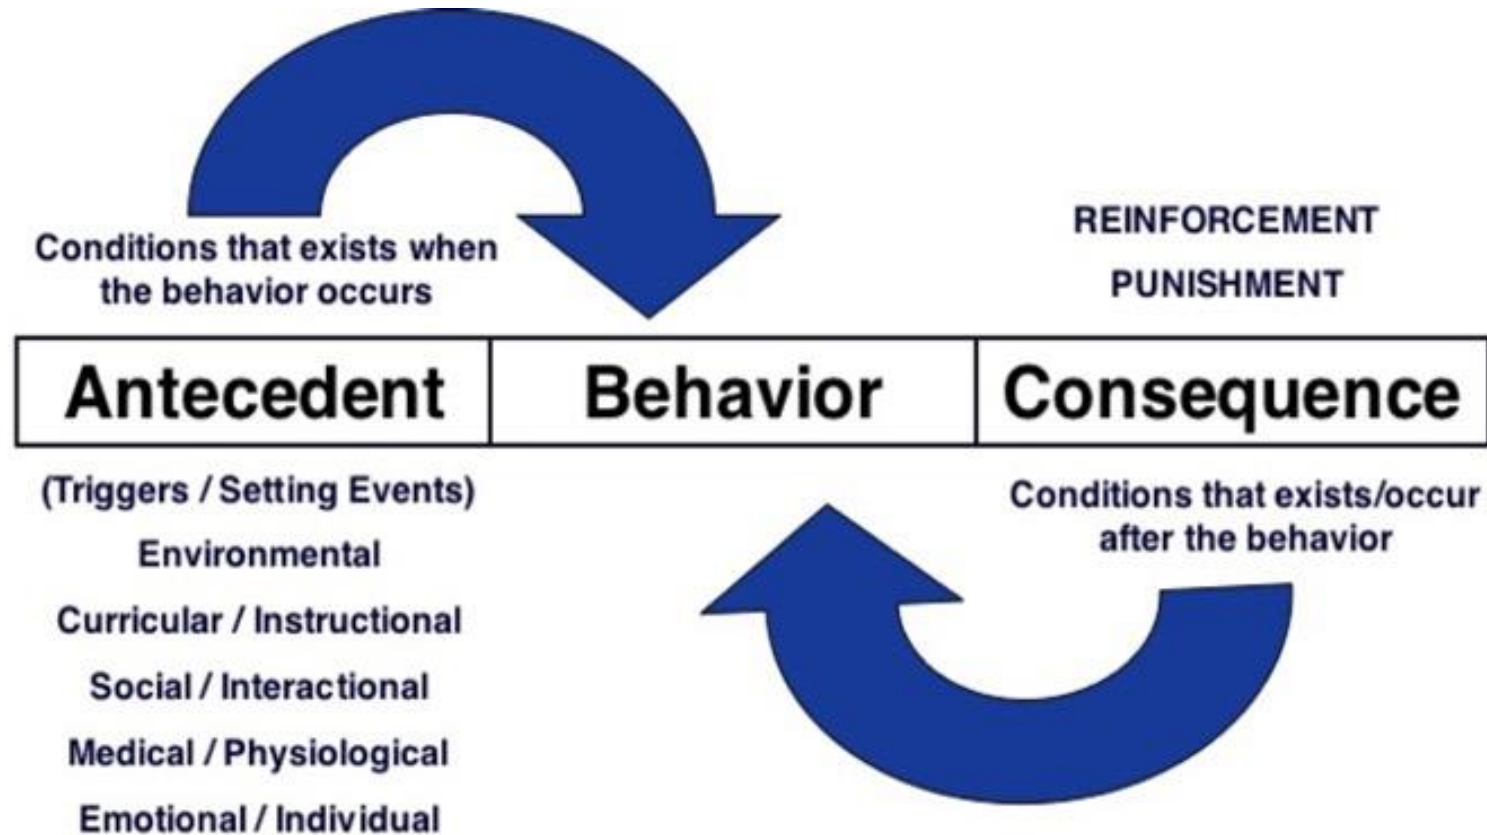 Conditions that exists when
the behavior occurs
REINFORCEMENT
PUNISHMENT
Antecedent
Behavior
Consequence
(Triggers / Setting Events)
Environmental
Curricular / Instructional
Social / Interactional
Medical / Physiological
Emotional / Individual
Conditions that exists/occur
after the behavior